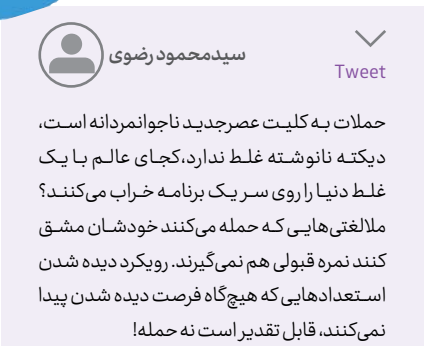 سیدمحمود رضوی
Tweet
حملات به کلیت عصرجدید ناجوانمردانه است،
دیکته نانوشته غلط ندارد،کجای عالم با یک
غلط دنیا را روی سر یک برنامه خراب می‌کنند؟
ملالغتی‌هایی که حمله می‌کنند خودشان مشق
کنند نمره قبولی هم نمی‌گیرند. رویکرد دیده شدن
استعدادهایی که هیچ‌گاه فرصت دیده شدن پیدا
نمی‌کنند، قابل تقدیر است نه حمله!